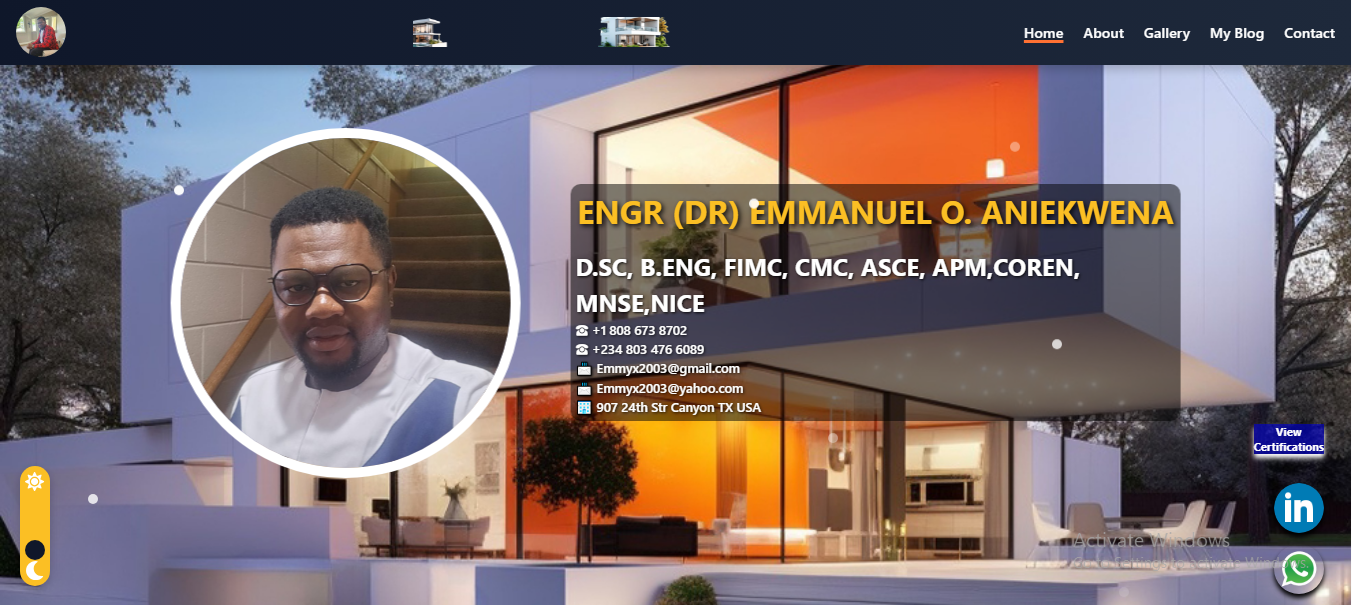 Home About Gallery My Blog Contact
ENGR (DR) EMMANUEL O. ANIEKWENA
D.SC, B.ENG, FIMC, CMC, ASCE, APM,COREN,
MNSE,NICE
+1 808 673 8702
+234 803 476 6089
Emmyx2003@gmail.com
Emmyx2003@yahoo.com
907 24th Str Canyon TX USA
View
Certifications
in
Activate Windows